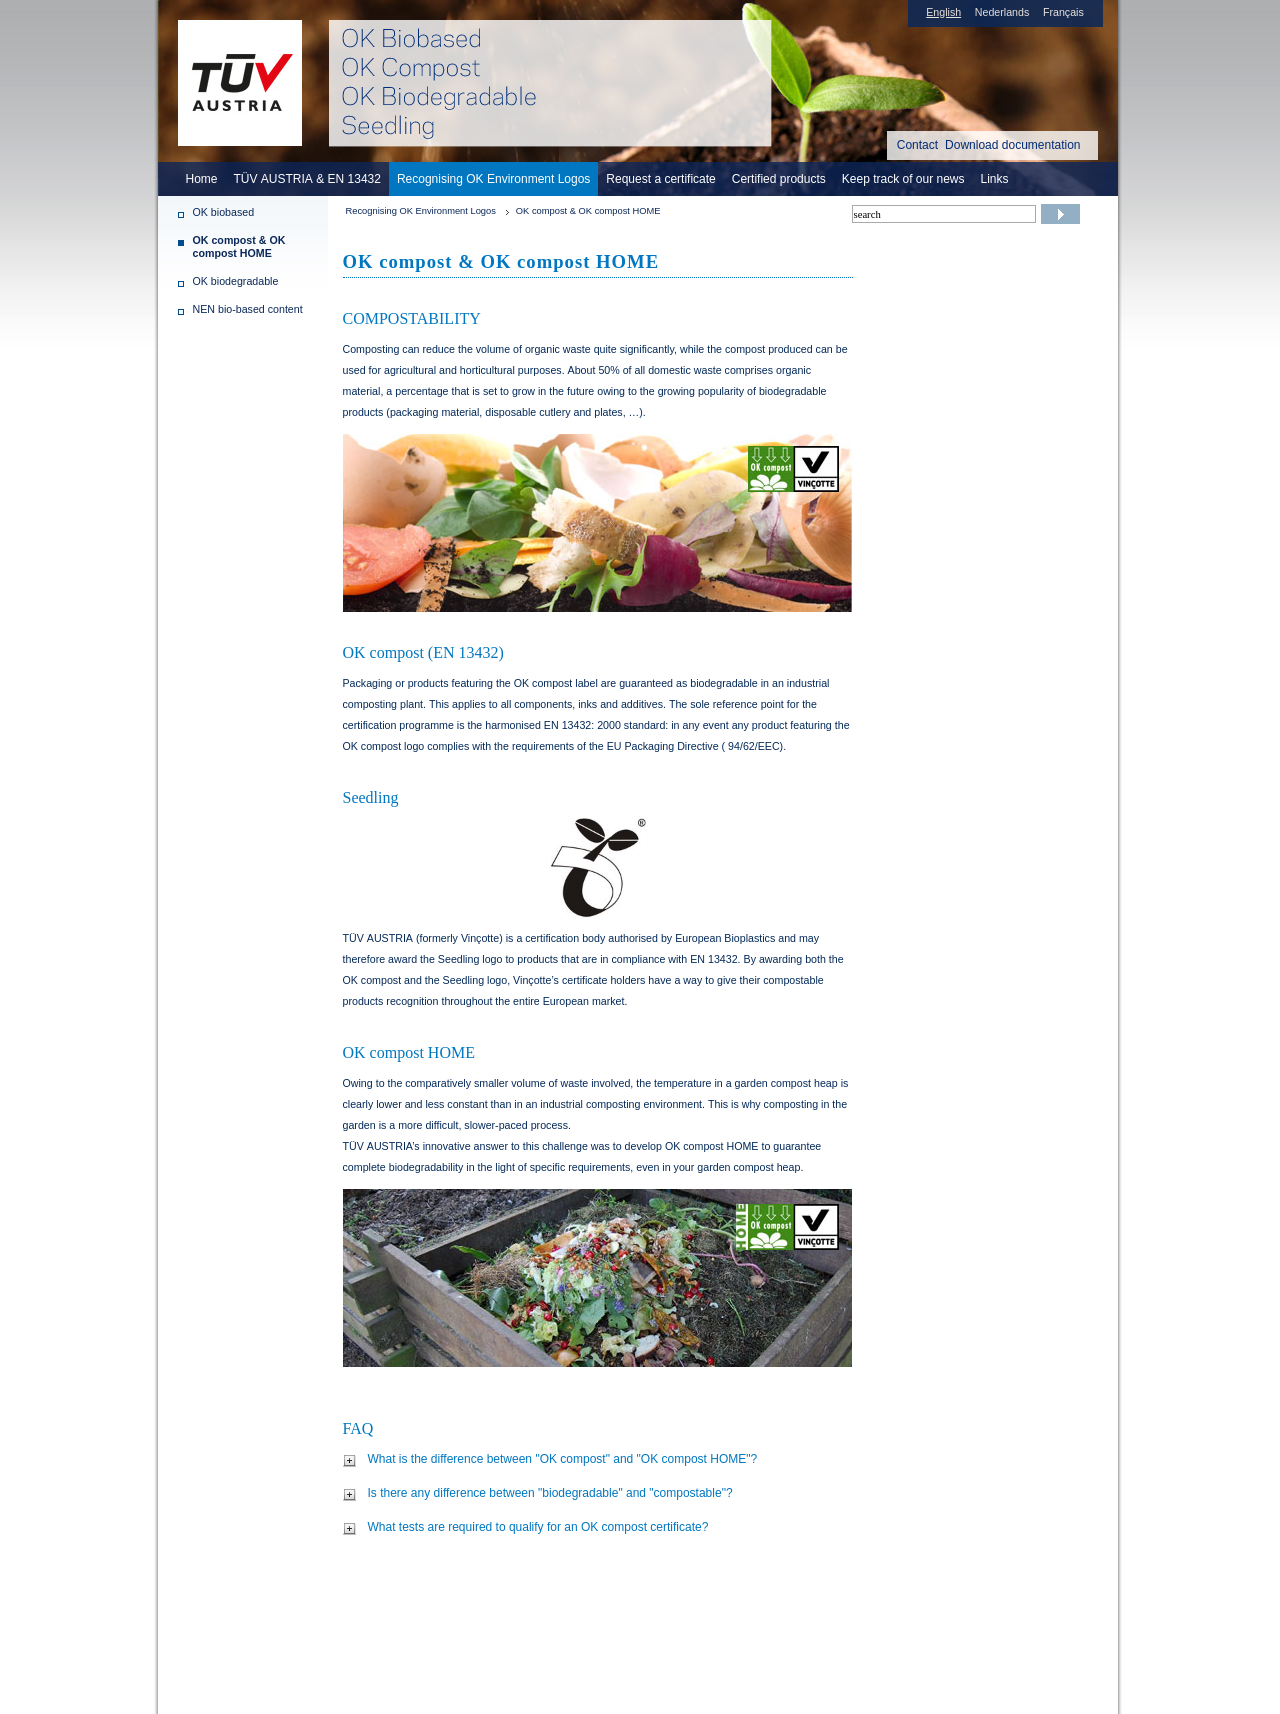 English Nederlands Français
TÜV
AUSTRIA
OK Biobased
OK Compost
OK Biodegradable
Seedling
Contact Download documentation
Home TÜV AUSTRIA & EN 13432 Recognising OK Environment Logos Request a certificate Certified products Keep track of our news Links
OK biobased
OK compost & OK
compost HOME
OK biodegradable
NEN bio-based content
Recognising OK Environment Logos OK compost & OK compost HOME
search
OK compost & OK compost HOME
COMPOSTABILITY
Composting can reduce the volume of organic waste quite significantly, while the compost produced can be
used for agricultural and horticultural purposes. About 50% of all domestic waste comprises organic
material, a percentage that is set to grow in the future owing to the growing popularity of biodegradable
products (packaging material, disposable cutlery and plates, …).
OK compost
VINÇOTTE
OK compost (EN 13432)
Packaging or products featuring the OK compost label are guaranteed as biodegradable in an industrial
composting plant. This applies to all components, inks and additives. The sole reference point for the
certification programme is the harmonised EN 13432: 2000 standard: in any event any product featuring the
OK compost logo complies with the requirements of the EU Packaging Directive ( 94/62/EEC).
Seedling
®
TÜV AUSTRIA (formerly Vinçotte) is a certification body authorised by European Bioplastics and may
therefore award the Seedling logo to products that are in compliance with EN 13432. By awarding both the
OK compost and the Seedling logo, Vinçotte’s certificate holders have a way to give their compostable
products recognition throughout the entire European market.
OK compost HOME
Owing to the comparatively smaller volume of waste involved, the temperature in a garden compost heap is
clearly lower and less constant than in an industrial composting environment. This is why composting in the
garden is a more difficult, slower-paced process.
TÜV AUSTRIA’s innovative answer to this challenge was to develop OK compost HOME to guarantee
complete biodegradability in the light of specific requirements, even in your garden compost heap.
HOME
OK compost
VINÇOTTE
FAQ
What is the difference between "OK compost" and "OK compost HOME"?
Is there any difference between "biodegradable" and "compostable"?
What tests are required to qualify for an OK compost certificate?